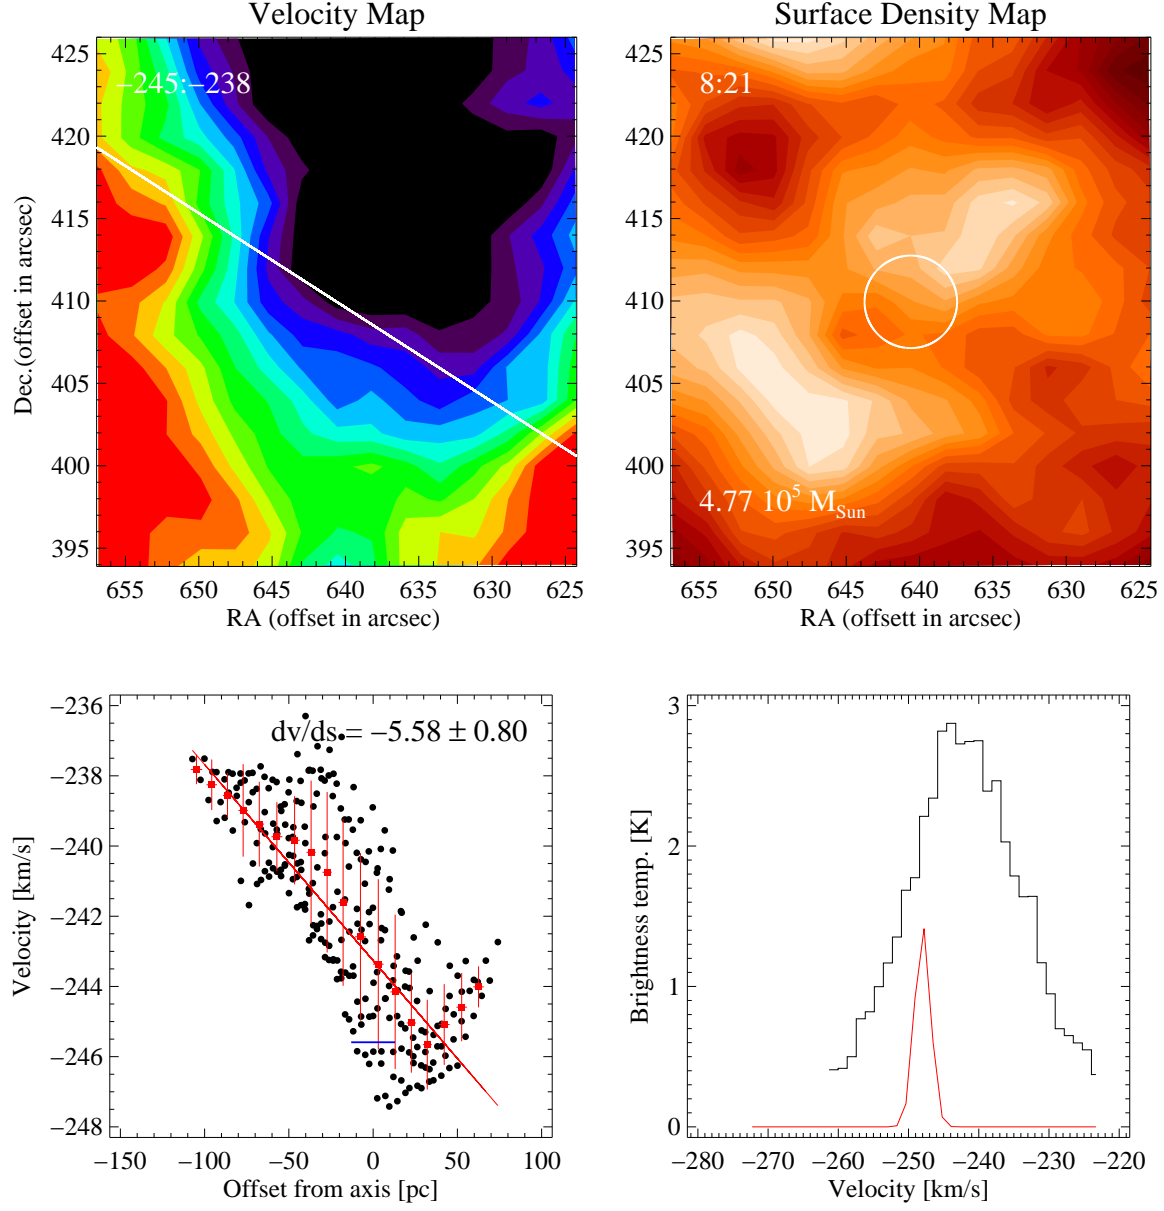 Velocity Map
Surface Density Map
−245:−238
8:21
425
420
415
410
405
400
395
Dec.(offset in arcsec)
425
420
415
410
405
400
395
4.77 10^5 M_Sun
655 650 645 640 635 630 625
RA (offset in arcsec)
655 650 645 640 635 630 625
RA (offsett in arcsec)
dv/ds = −5.58 ± 0.80
−236
−238
−240
−242
−244
−246
−248
Velocity [km/s]
−150 −100 −50 0 50 100
Offset from axis [pc]
3
2
1
0
Brightness temp. [K]
−280 −270 −260 −250 −240 −230 −220
Velocity [km/s]